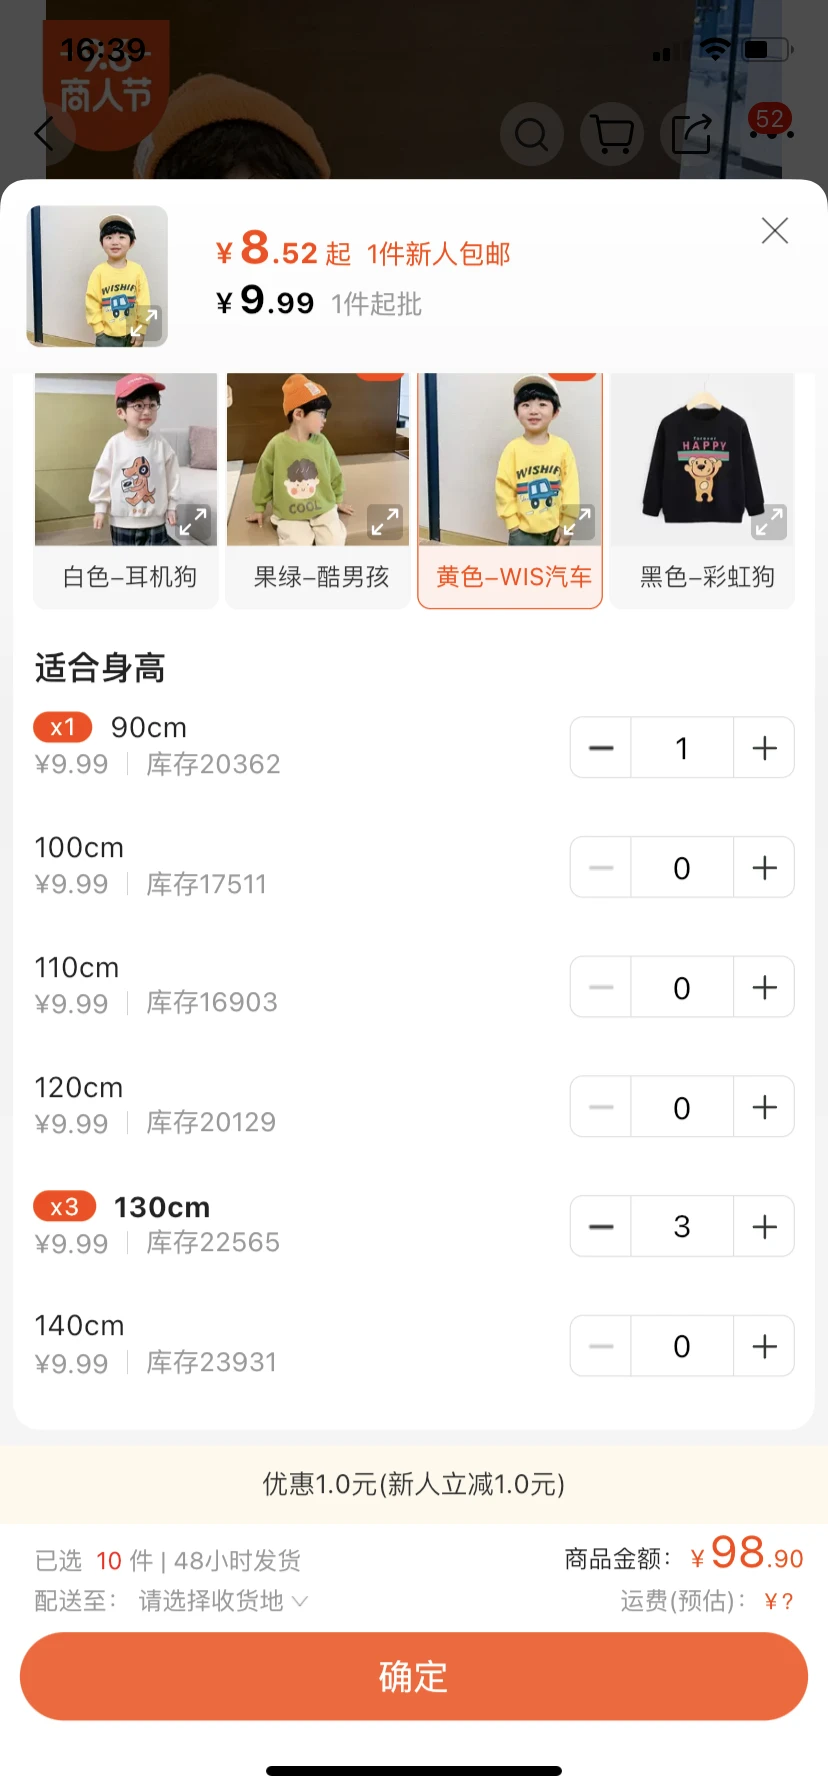 16:39
9.8
商人节
52
¥8.52起 1件新人包邮
¥9.99 1件起批
WISHIF
COOL
WISHIF
forever
HAPPY
白色-耳机狗
果绿-酷男孩
黄色-WIS汽车
黑色-彩虹狗
适合身高
x1 90cm
¥9.99 库存20362
1
100cm
¥9.99 库存17511
0
110cm
¥9.99 库存16903
0
120cm
¥9.99 库存20129
0
x3 130cm
¥9.99 库存22565
3
140cm
¥9.99 库存23931
0
优惠1.0元(新人立减1.0元)
已选 10 件 | 48小时发货
商品金额: ¥98.90
配送至: 请选择收货地
运费(预估): ¥?
确定